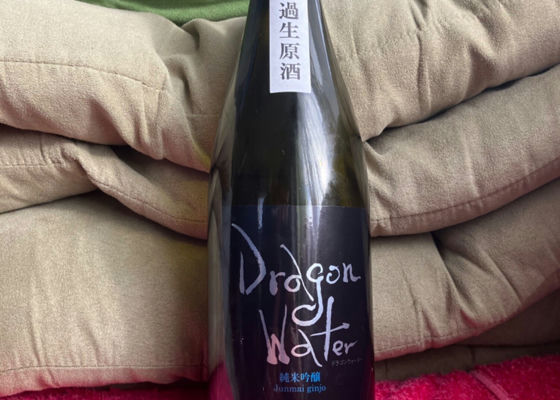 過生原酒
Dragon
Water
ドラゴンウォーター
純米吟醸
Junmai ginjo